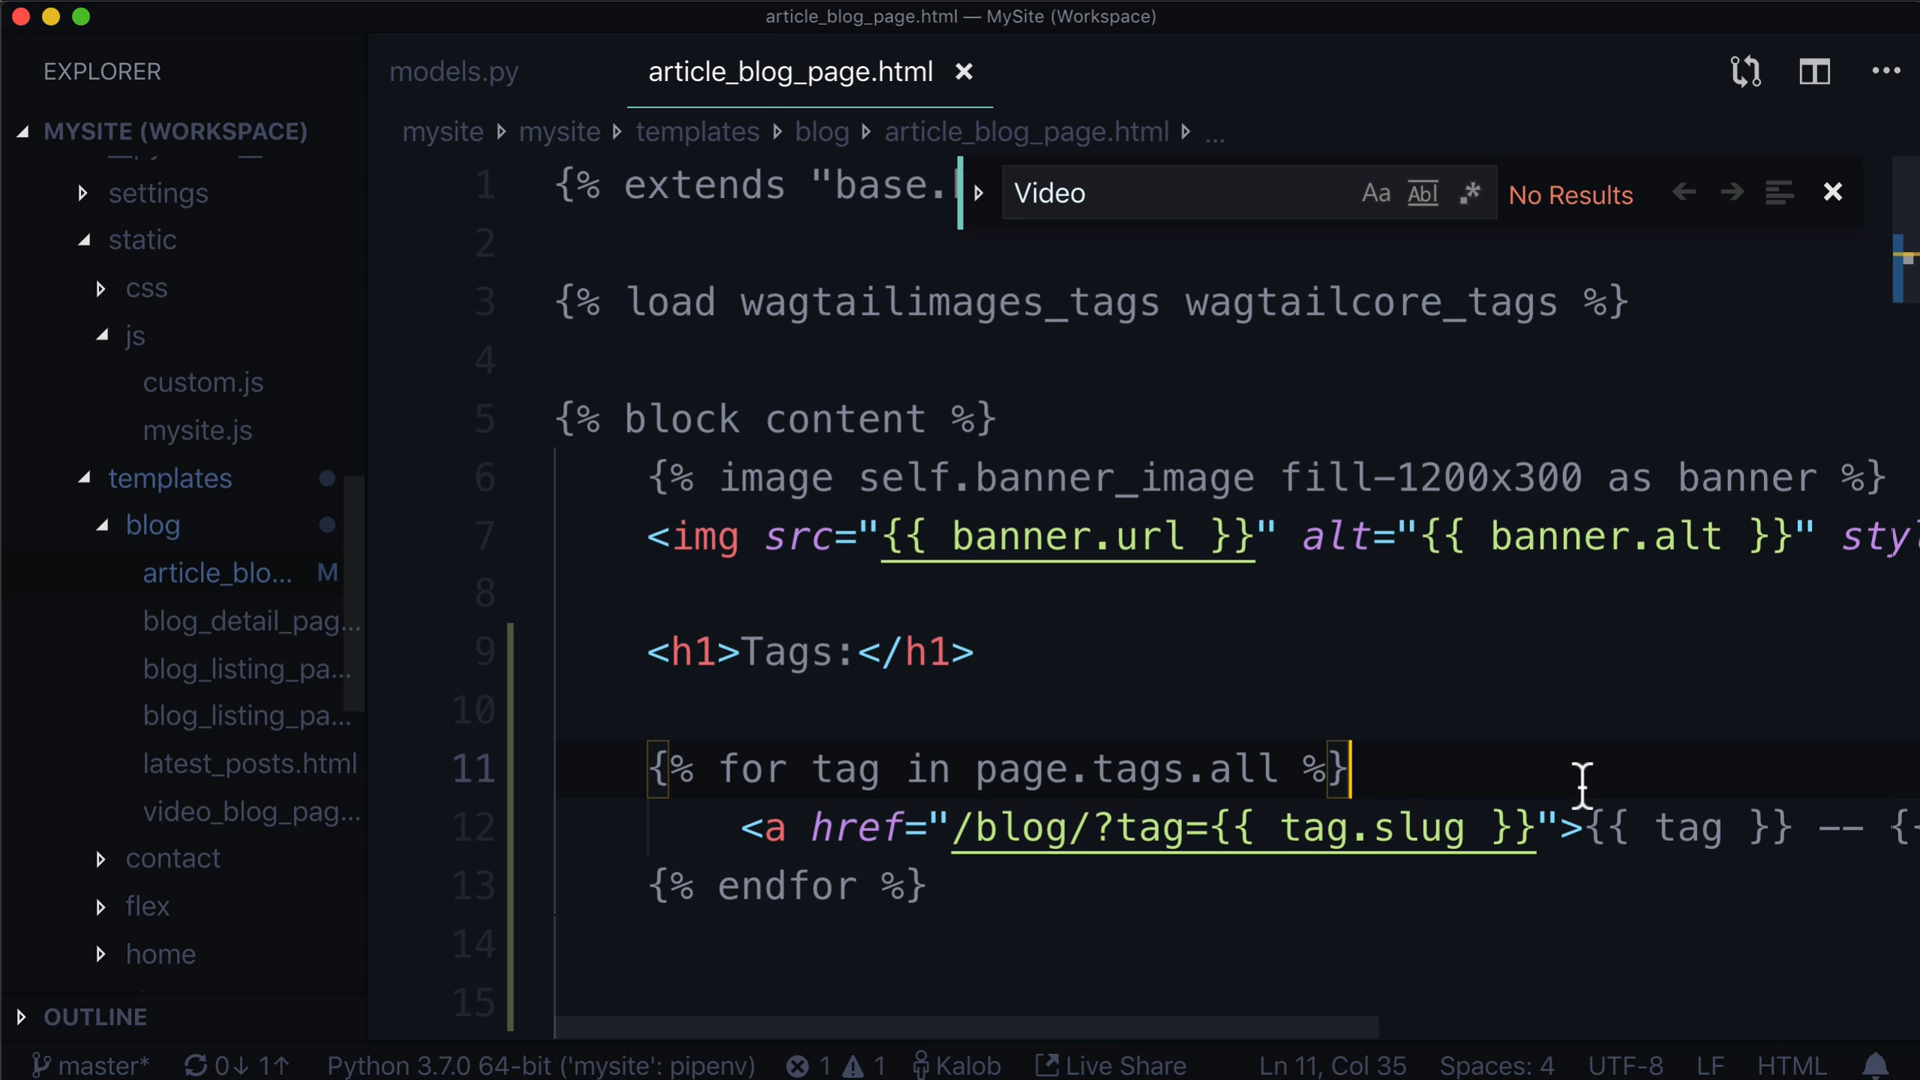 article_blog_page.html — MySite (Workspace)
EXPLORER
models.py
article_blog_page.html
MYSITE (WORKSPACE)
mysite mysite templates blog article_blog_page.html ...
settings
static
css
js
custom.js
mysite.js
templates
blog
article_blo... M
blog_detail_pag...
blog_listing_pa...
blog_listing_pa...
latest_posts.html
video_blog_pag...
contact
flex
home
OUTLINE
Video Aa Abl .* No Results
1 {% extends "base.
2
3 {% load wagtailimages_tags wagtailcore_tags %}
4
5 {% block content %}
6 {% image self.banner_image fill-1200x300 as banner %}
7 <img src="{{ banner.url }}" alt="{{ banner.alt }}" styl
8
9 <h1>Tags:</h1>
10
11 {% for tag in page.tags.all %}
12 <a href="/blog/?tag={{ tag.slug }}">{{ tag }} -- {
13 {% endfor %}
14
15
master* 0↓ 1↑ Python 3.7.0 64-bit ('mysite': pipenv) 1 1 Kalob Live Share Ln 11, Col 35 Spaces: 4 UTF-8 LF HTML